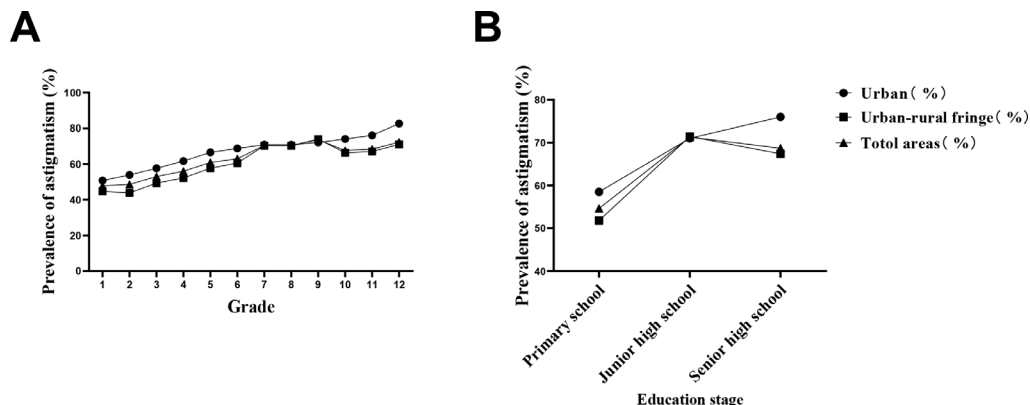 A
Prevalence of astigmatism (%)
100
80
60
40
20
0
1 2 3 4 5 6 7 8 9 10 11 12
Grade
B
Prevalence of astigmatism (%)
80
70
60
50
40
Primary school
Junior high school
Senior high school
Education stage
Urban( %)
Urban-rural fringe( %)
Totol areas( %)